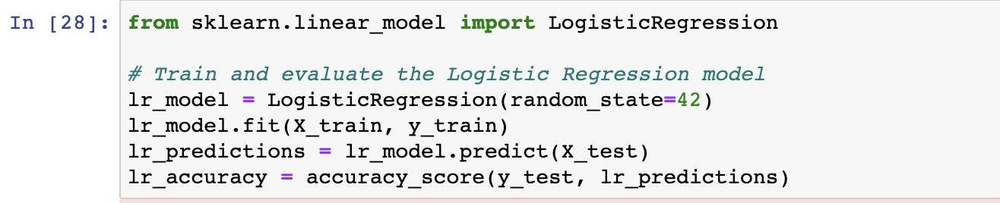 In [28]: from sklearn.linear_model import LogisticRegression
# Train and evaluate the Logistic Regression model
lr_model = LogisticRegression(random_state=42)
lr_model.fit(X_train, y_train)
lr_predictions = lr_model.predict(X_test)
lr_accuracy = accuracy_score(y_test, lr_predictions)